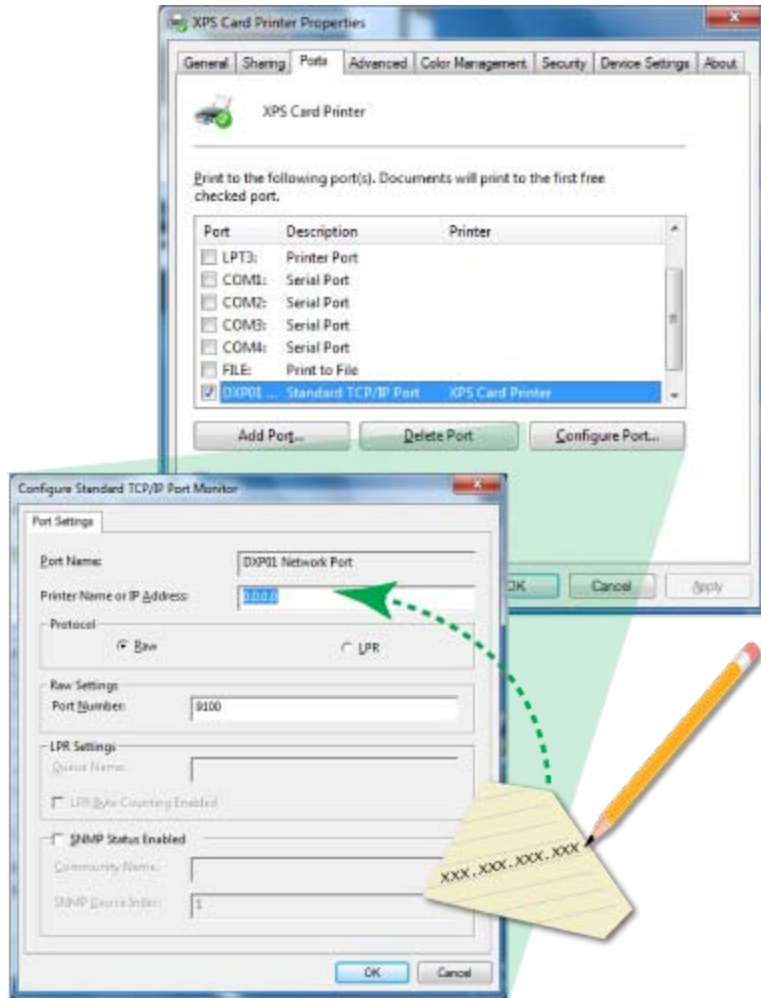 XPS Card Printer Properties
General Sharing Ports Advanced Color Management Security Device Settings About
XPS Card Printer
Print to the following port(s). Documents will print to the first free
checked port.
Port Description Printer
LPT3: Printer Port
COM1: Serial Port
COM2: Serial Port
COM3: Serial Port
COM4: Serial Port
FILE: Print to File
DXP01 ... Standard TCP/IP Port XPS Card Printer
Add Port... Delete Port Configure Port...
OK Cancel Apply
Configure Standard TCP/IP Port Monitor
Port Settings
Port Name: DXP01 Network Port
Printer Name or IP Address: 0.0.0.0
Protocol
Raw LPR
Raw Settings
Port Number: 9100
LPR Settings
Queue Name:
LPR Byte Counting Enabled
SNMP Status Enabled
Community Name:
SNMP Device Index: 1
OK Cancel
xxx.xxx.xxx.xxx